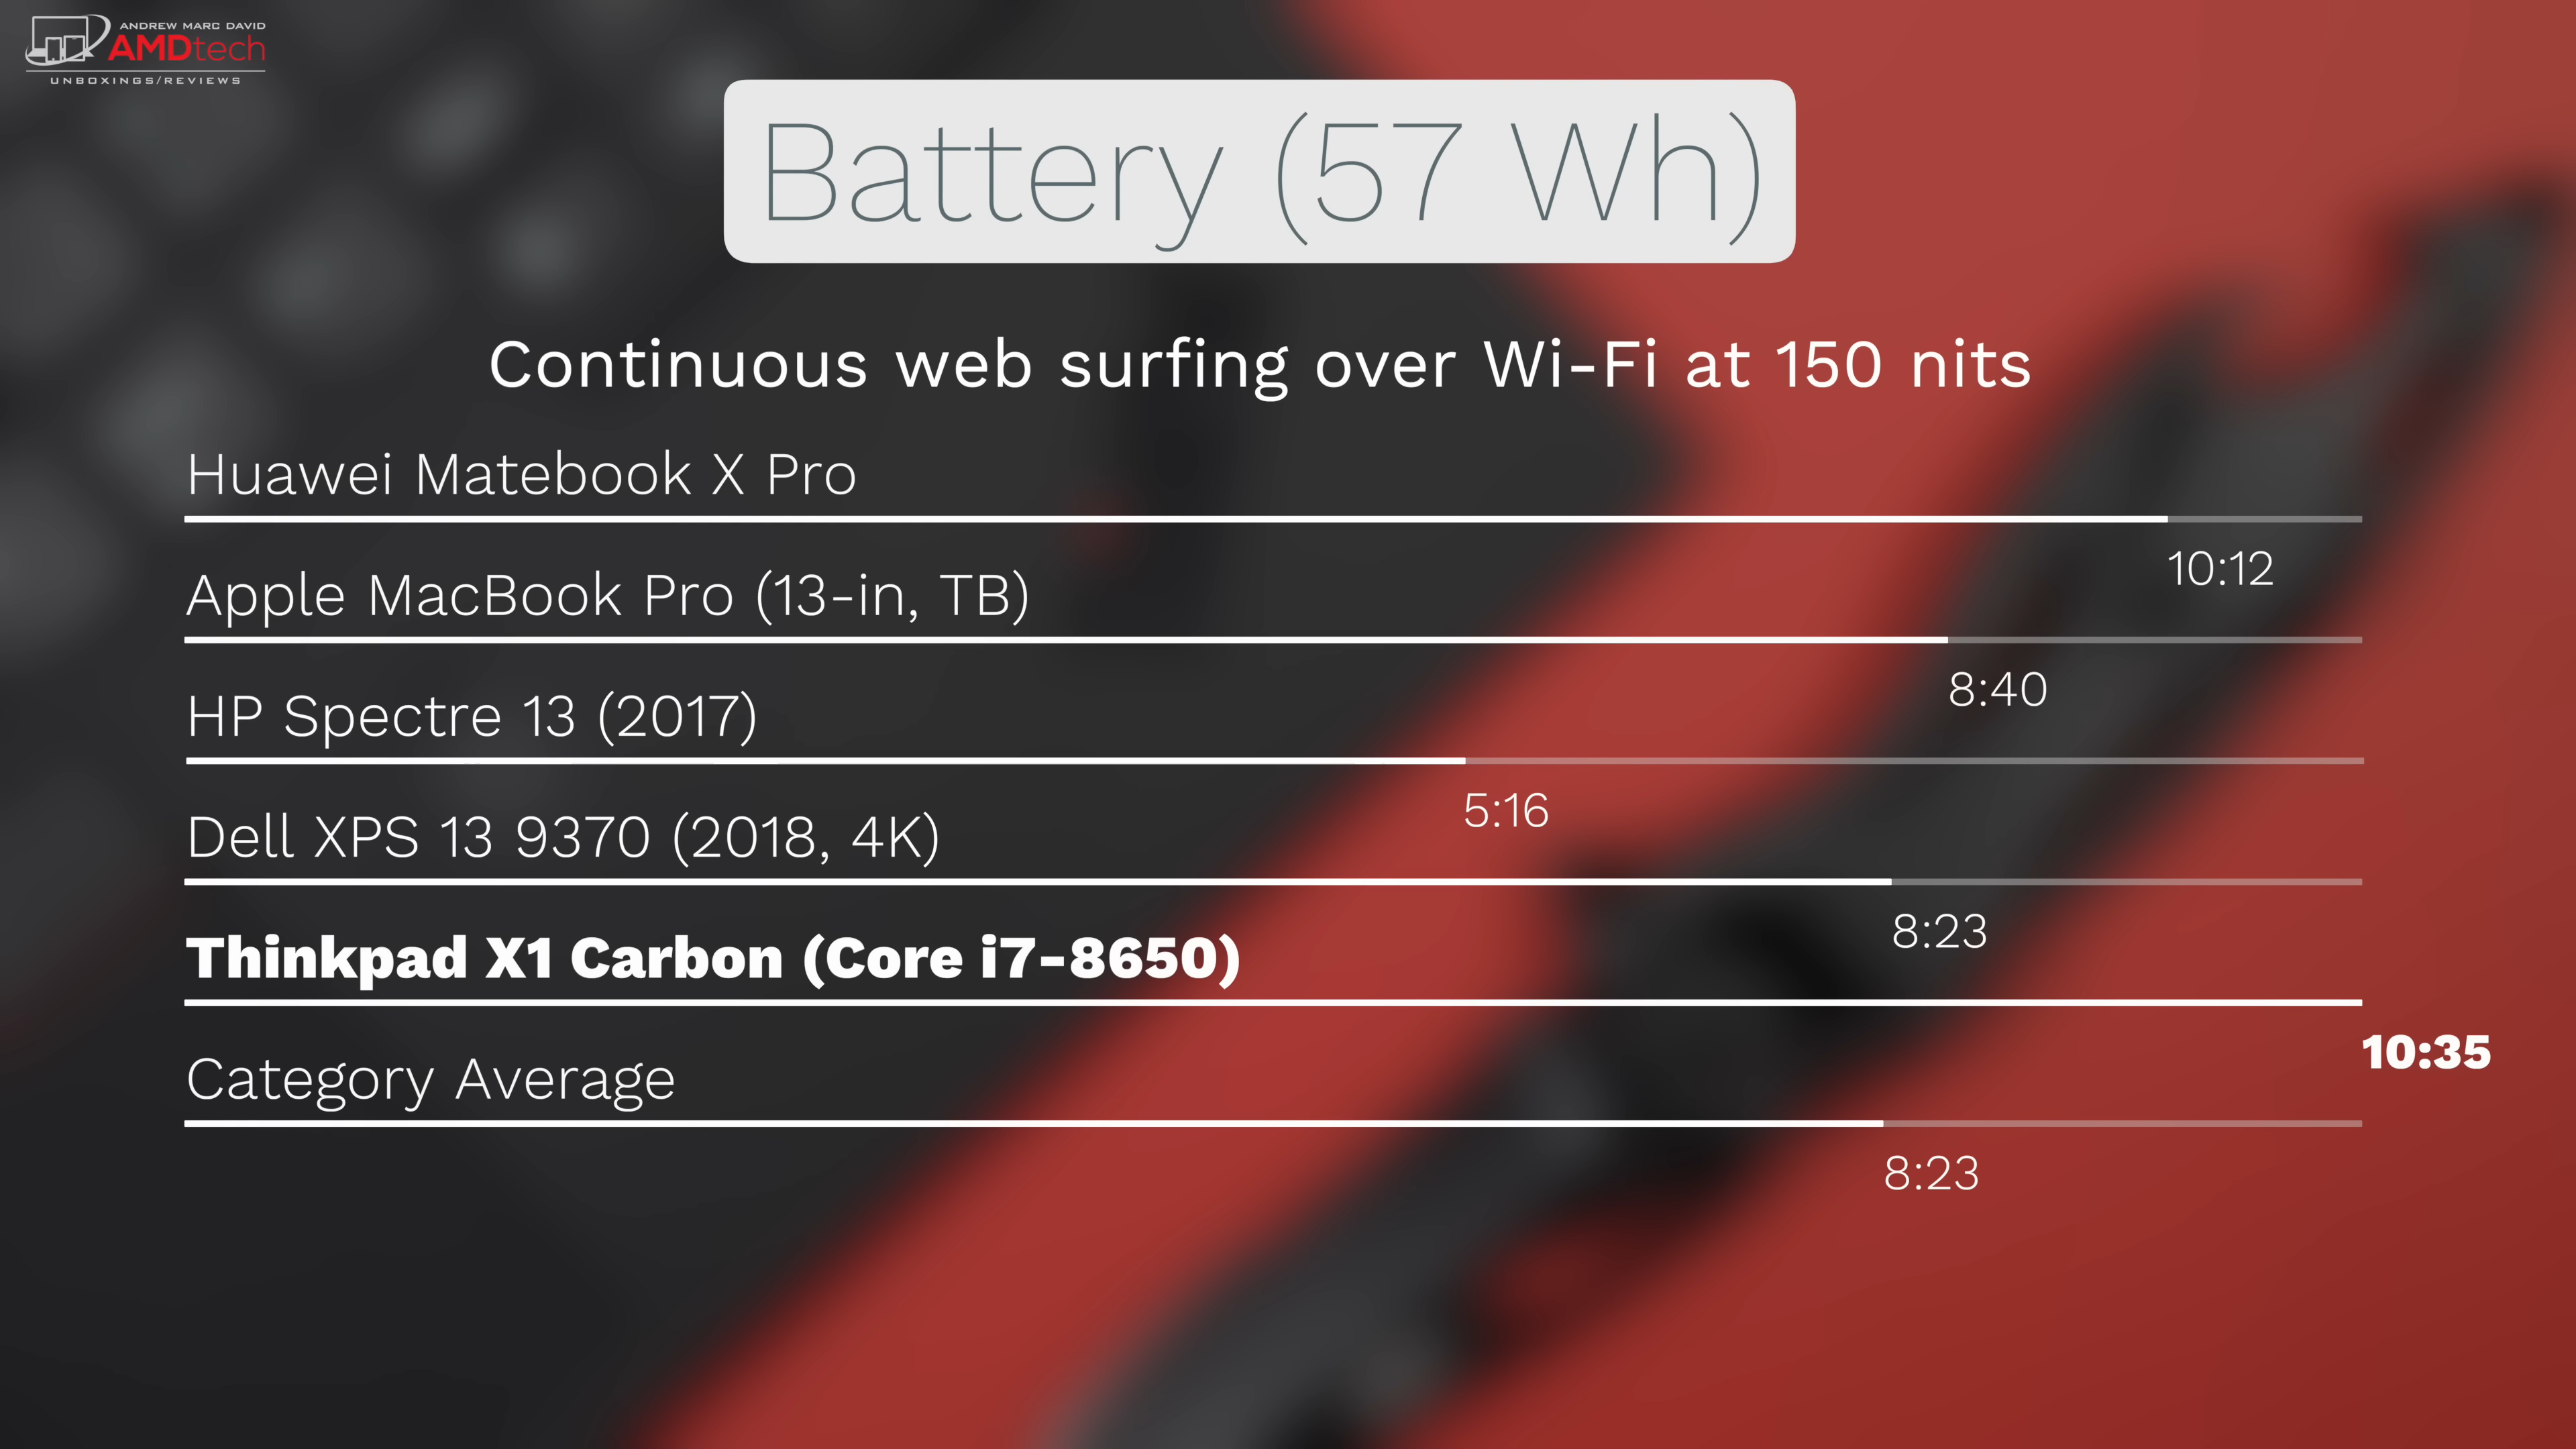 ANDREW MARC DAVID
AMDtech
UNBOXINGS/REVIEWS
Battery (57 Wh)
Continuous web surfing over Wi-Fi at 150 nits
Huawei Matebook X Pro
10:12
Apple MacBook Pro (13-in, TB)
8:40
HP Spectre 13 (2017)
5:16
Dell XPS 13 9370 (2018, 4K)
8:23
Thinkpad X1 Carbon (Core i7-8650)
10:35
Category Average
8:23